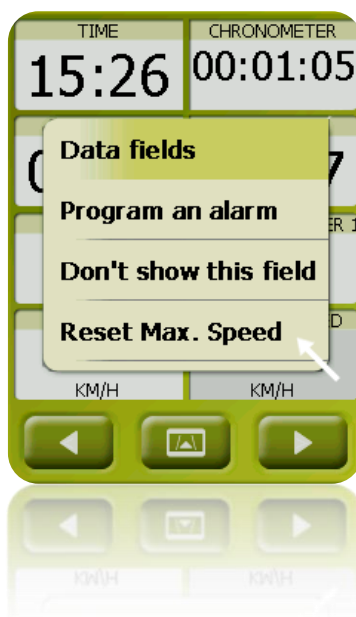 TIME CHRONOMETER
15:26 00:01:05
Data fields
Program an alarm
Don't show this field
Reset Max. Speed
KM/H KM/H